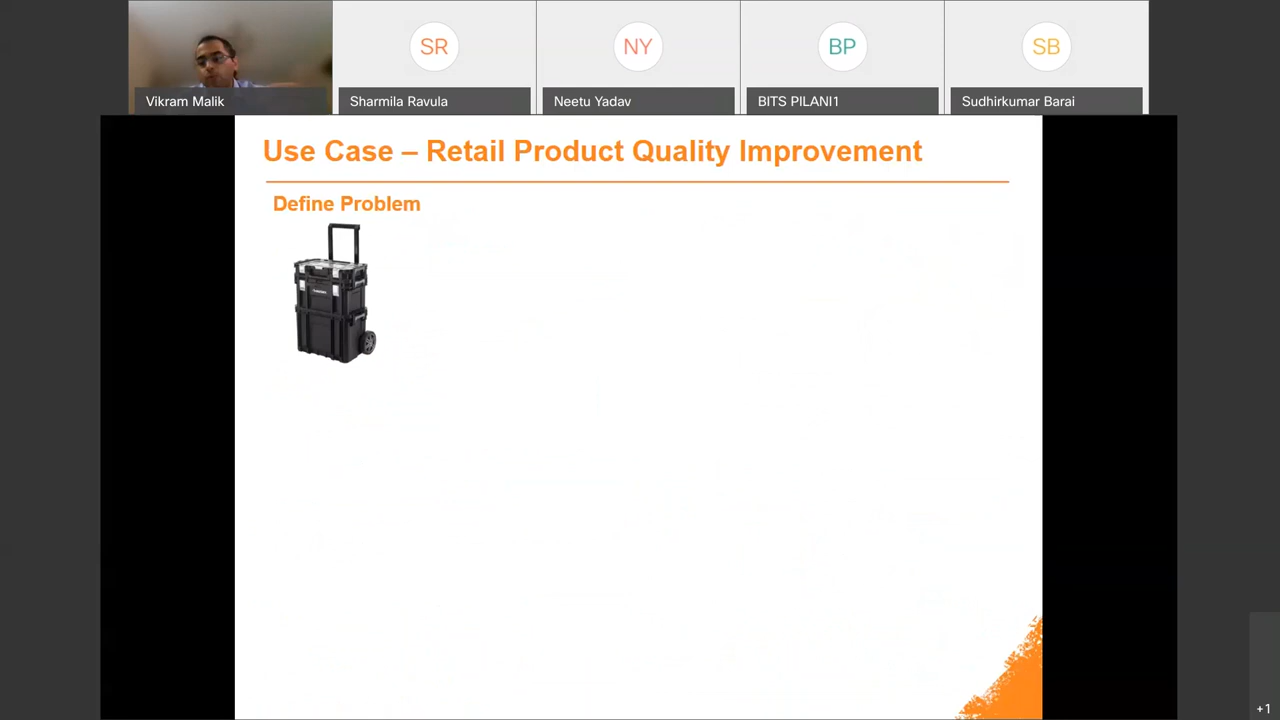 SR
NY
BP
SB
Vikram Malik
Sharmila Ravula
Neetu Yadav
BITS PILANI1
Sudhirkumar Barai
Use Case – Retail Product Quality Improvement
Define Problem
+1